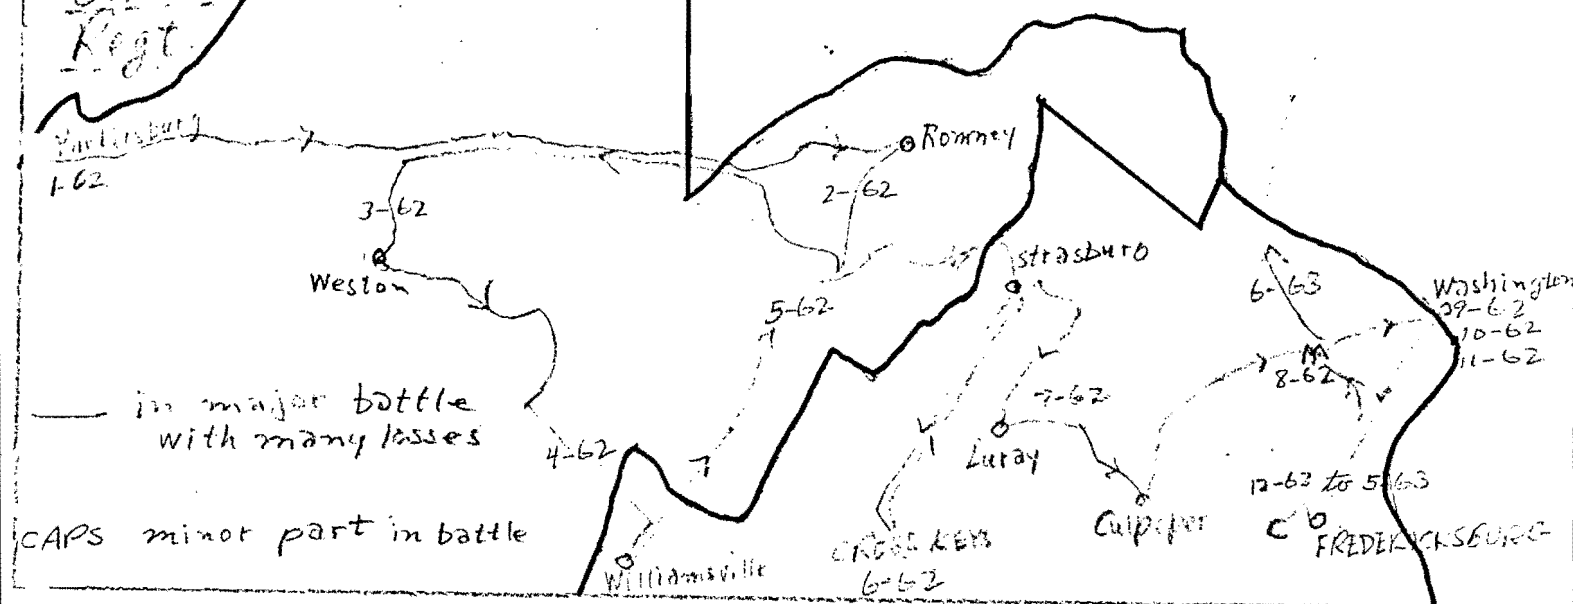 Regt.
1-62
Romney
2-62
3-62
Weston
strasburg
5-62
6-63
Washington
9-62
10-62
11-62
8-62
in major battle
with many losses
7-62
Luray
4-62
12-62 to 5-63
Culpeper
C
FREDERICKSBURG
CAPS minor part in battle
Williamsville
CROSS KEYS
6-62